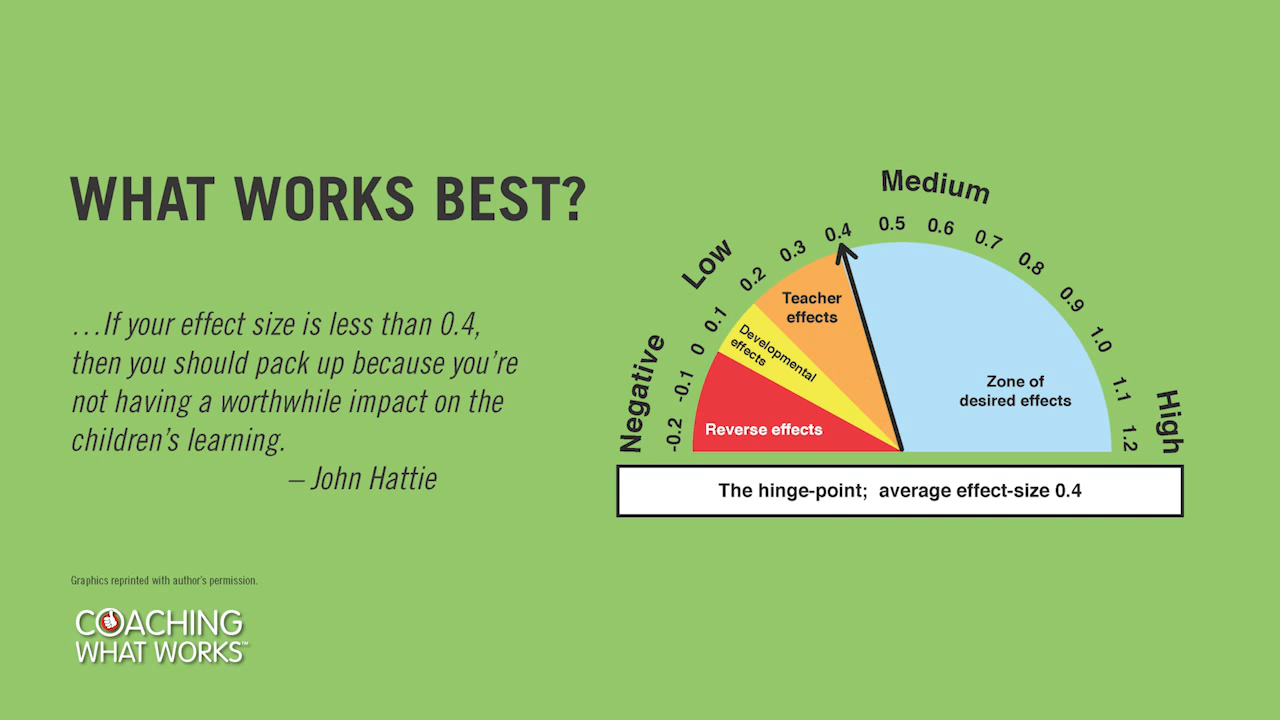 WHAT WORKS BEST?
…If your effect size is less than 0.4,
then you should pack up because you’re
not having a worthwhile impact on the
children’s learning.
– John Hattie
Graphics reprinted with author’s permission.
COACHING
WHAT WORKS™
Negative
Low
Medium
High
-0.2
-0.1
0
0.1
0.2
0.3
0.4
0.5
0.6
0.7
0.8
0.9
1.0
1.1
1.2
Reverse effects
Developmental
effects
Teacher
effects
Zone of
desired effects
The hinge-point; average effect-size 0.4